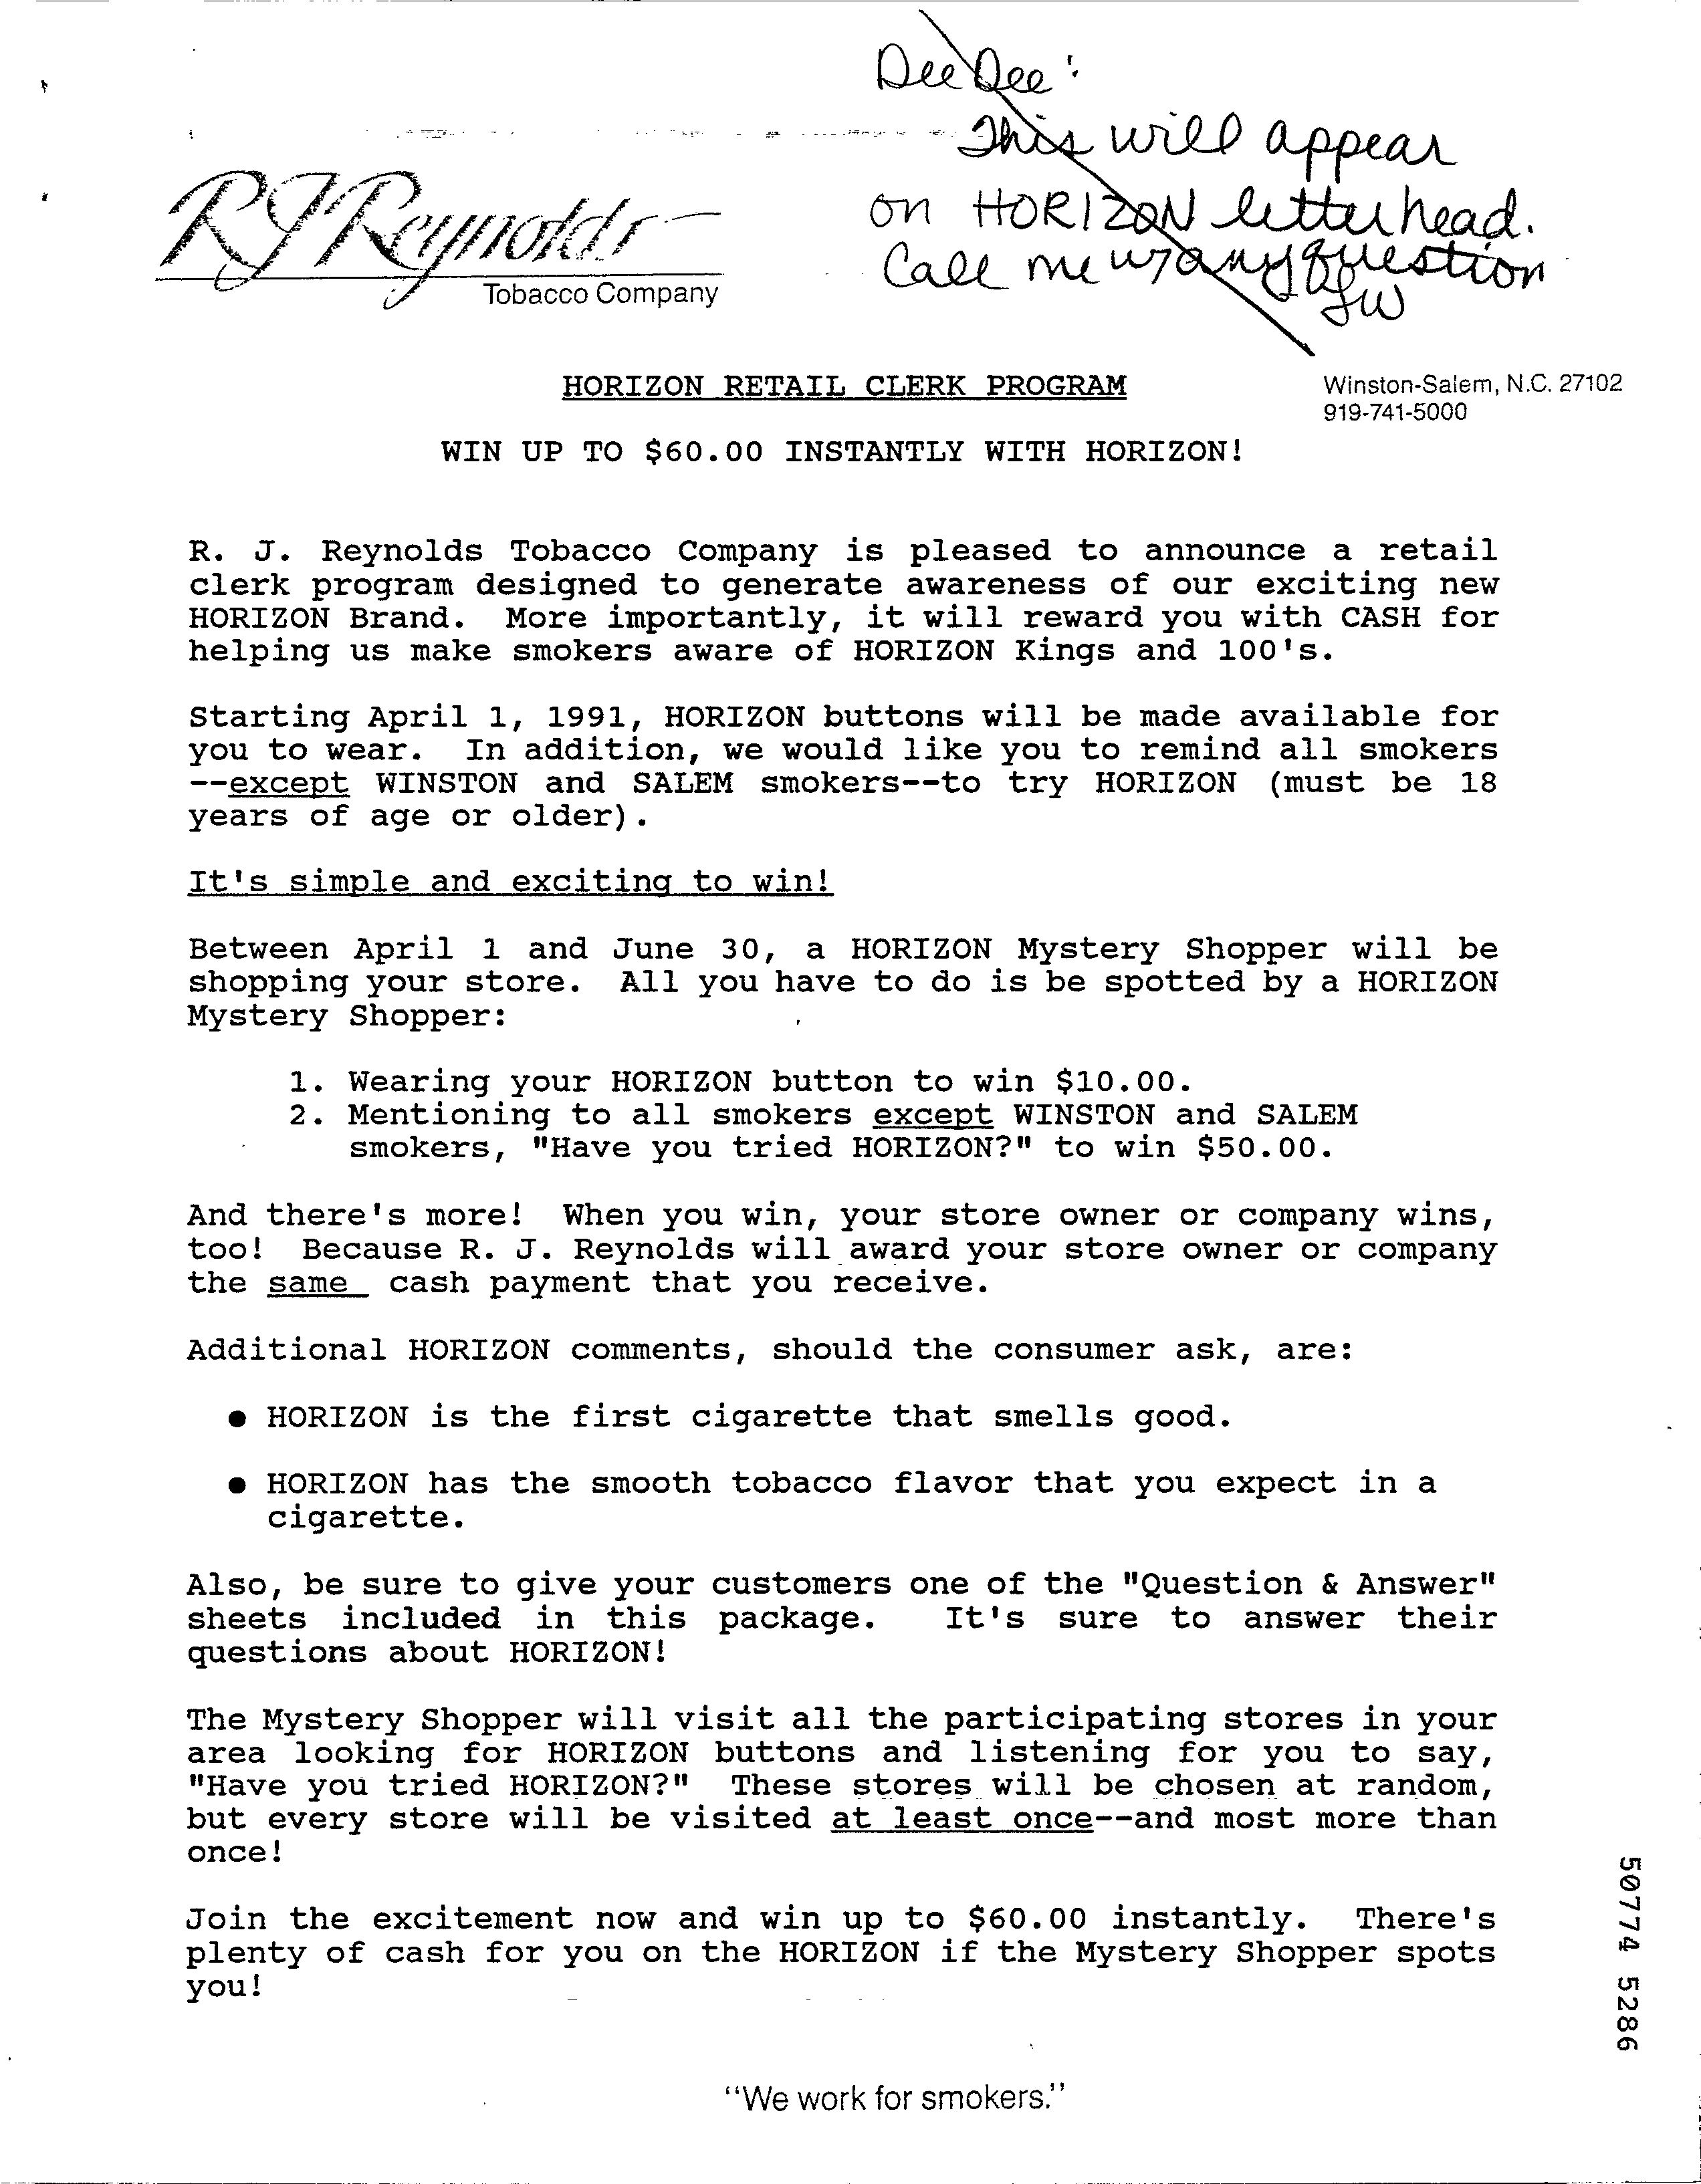 Dee Dee:
This will appear
on HORIZON letterhead.
Call me w/any question
RJReynolds
Tobacco Company
HORIZON RETAIL CLERK PROGRAM
Winston-Salem, N.C. 27102
919-741-5000
WIN UP TO $60.00 INSTANTLY WITH HORIZON!
R. J. Reynolds Tobacco Company is pleased to announce a retail
clerk program designed to generate awareness of our exciting new
HORIZON Brand. More importantly, it will reward you with CASH for
helping us make smokers aware of HORIZON Kings and 100's.
Starting April 1, 1991, HORIZON buttons will be made available for
you to wear. In addition, we would like you to remind all smokers
--except WINSTON and SALEM smokers--to try HORIZON (must be 18
years of age or older).
It's simple and exciting to win!
Between April 1 and June 30, a HORIZON Mystery Shopper will be
shopping your store. All you have to do is be spotted by a HORIZON
Mystery Shopper:
1. Wearing your HORIZON button to win $10.00.
2. Mentioning to all smokers except WINSTON and SALEM
smokers, "Have you tried HORIZON?" to win $50.00.
And there's more! When you win, your store owner or company wins,
too! Because R. J. Reynolds will award your store owner or company
the same cash payment that you receive.
Additional HORIZON comments, should the consumer ask, are:
● HORIZON is the first cigarette that smells good.
● HORIZON has the smooth tobacco flavor that you expect in a
cigarette.
Also, be sure to give your customers one of the "Question & Answer"
sheets included in this package. It's sure to answer their
questions about HORIZON!
The Mystery Shopper will visit all the participating stores in your
area looking for HORIZON buttons and listening for you to say,
"Have you tried HORIZON?" These stores will be chosen at random,
but every store will be visited at least once--and most more than
once!
Join the excitement now and win up to $60.00 instantly. There's
plenty of cash for you on the HORIZON if the Mystery Shopper spots
you!
50774 5286
"We work for smokers."